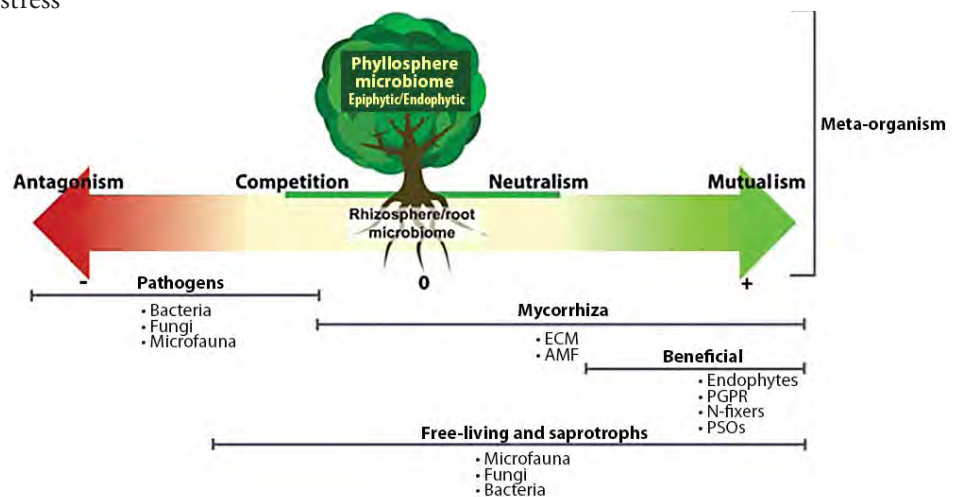 stress
Phyllosphere
microbiome
Epiphytic/Endophytic
Meta-organism
Antagonism Competition Neutralism Mutualism
Rhizosphere/root
microbiome
- 0 +
Pathogens
• Bacteria
• Fungi
• Microfauna
Mycorrhiza
• ECM
• AMF
Beneficial
• Endophytes
• PGPR
• N-fixers
• PSOs
Free-living and saprotrophs
• Microfauna
• Fungi
• Bacteria